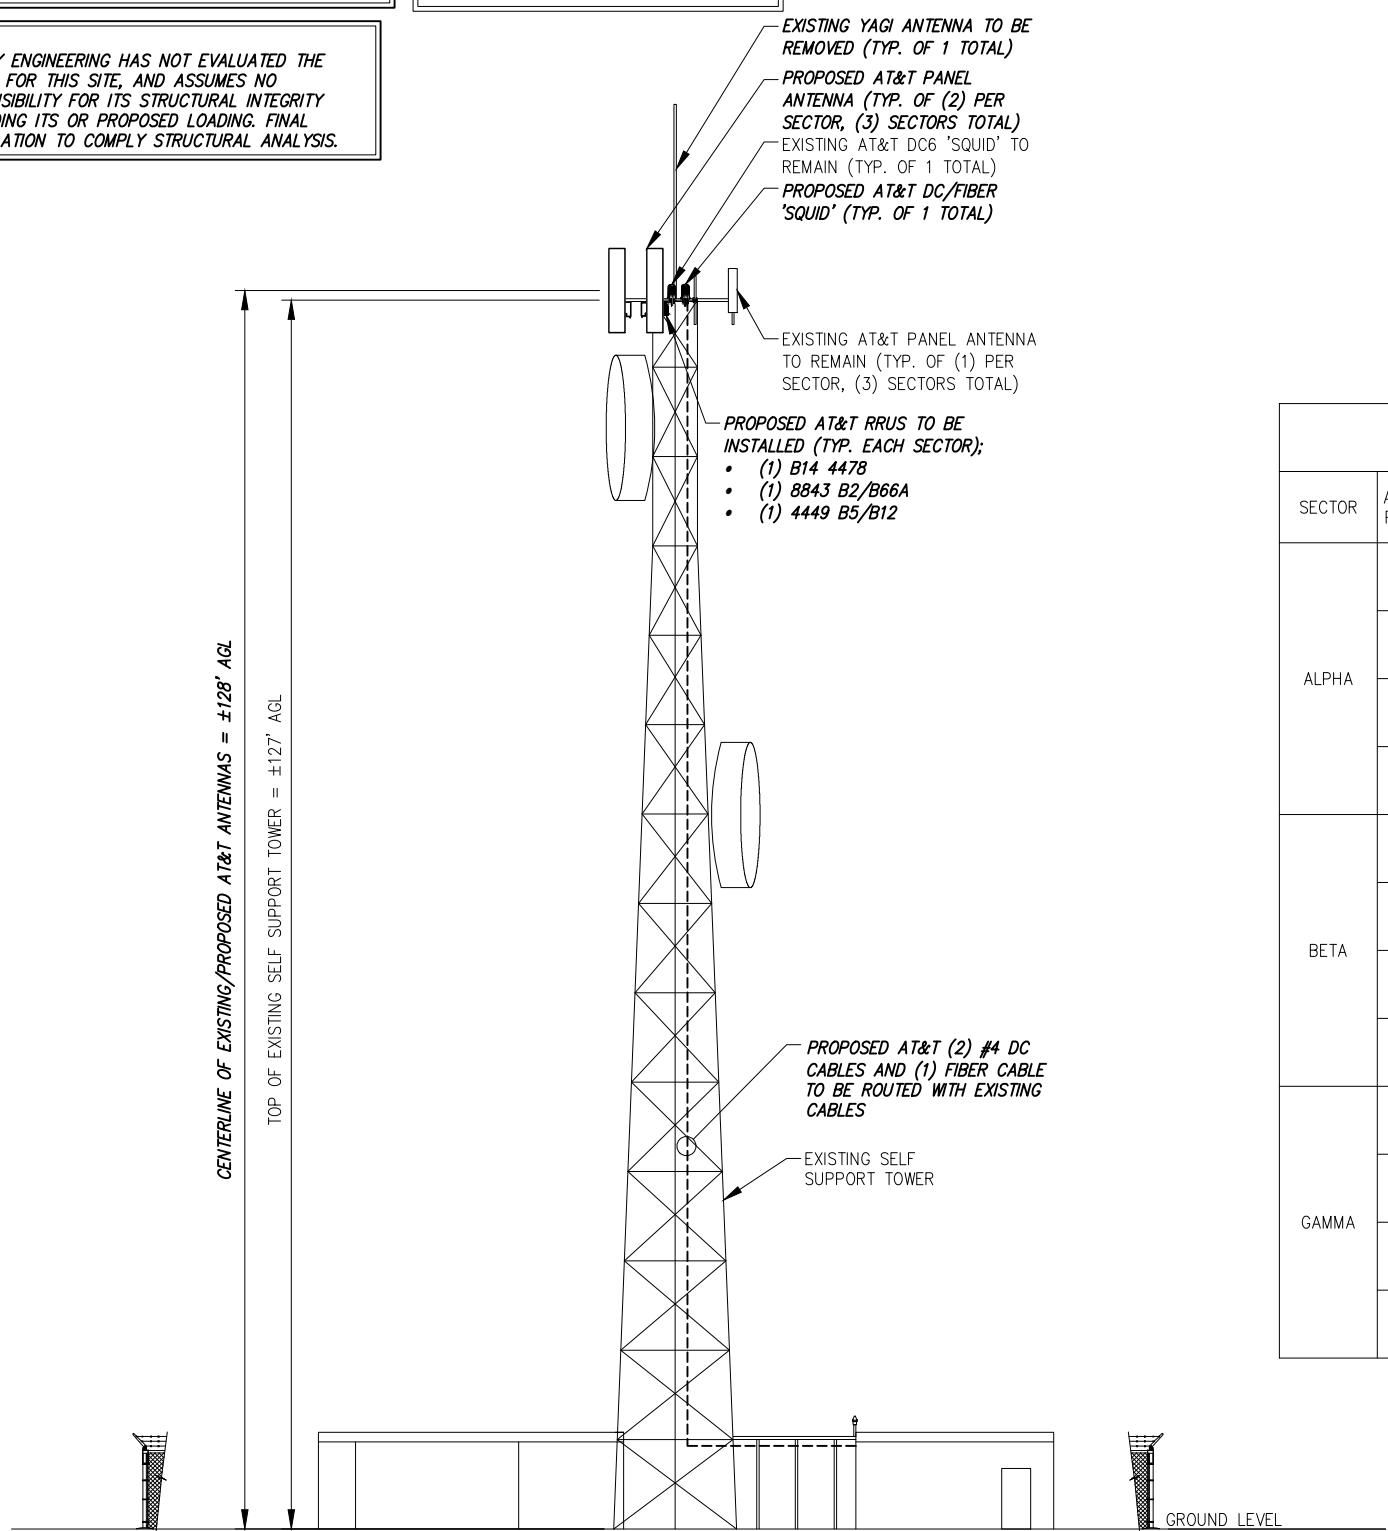 Y ENGINEERING HAS NOT EVALUATED THE
FOR THIS SITE, AND ASSUMES NO
SIBILITY FOR ITS STRUCTURAL INTEGRITY
DING ITS OR PROPOSED LOADING. FINAL
ATION TO COMPLY STRUCTURAL ANALYSIS.
EXISTING YAGI ANTENNA TO BE
REMOVED (TYP. OF 1 TOTAL)
PROPOSED AT&T PANEL
ANTENNA (TYP. OF (2) PER
SECTOR, (3) SECTORS TOTAL)
EXISTING AT&T DC6 'SQUID' TO
REMAIN (TYP. OF 1 TOTAL)
PROPOSED AT&T DC/FIBER
'SQUID' (TYP. OF 1 TOTAL)
EXISTING AT&T PANEL ANTENNA
TO REMAIN (TYP. OF (1) PER
SECTOR, (3) SECTORS TOTAL)
PROPOSED AT&T RRUS TO BE
INSTALLED (TYP. EACH SECTOR);
• (1) B14 4478
• (1) 8843 B2/B66A
• (1) 4449 B5/B12
CENTERLINE OF EXISTING/PROPOSED AT&T ANTENNAS = ±128' AGL
TOP OF EXISTING SELF SUPPORT TOWER = ±127' AGL
PROPOSED AT&T (2) #4 DC
CABLES AND (1) FIBER CABLE
TO BE ROUTED WITH EXISTING
CABLES
EXISTING SELF
SUPPORT TOWER
GROUND LEVEL
SECTOR
ALPHA
BETA
GAMMA